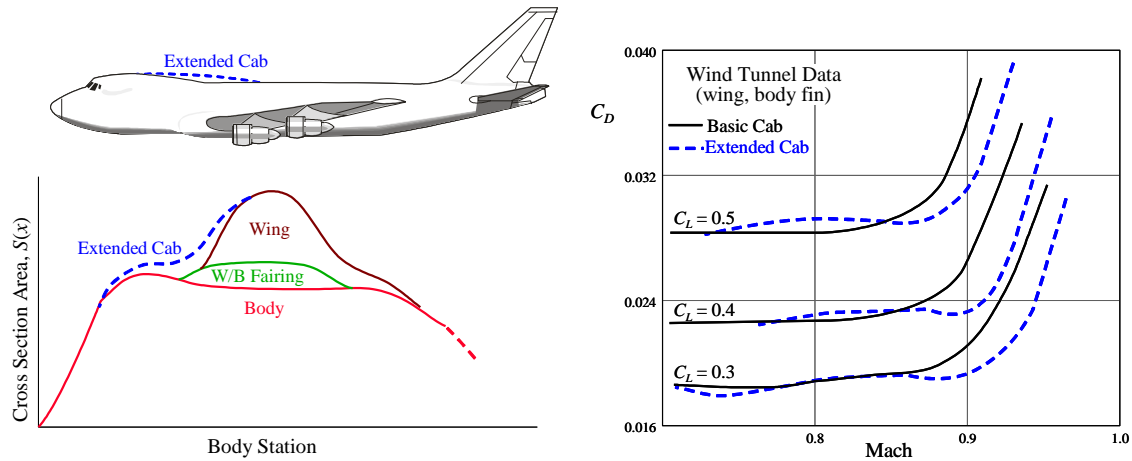 Extended Cab
Cross Section Area, S(x)
Extended Cab
Wing
W/B Fairing
Body
Body Station
0.040
Wind Tunnel Data
(wing, body fin)
C_D
Basic Cab
Extended Cab
0.032
C_L = 0.5
0.024
C_L = 0.4
C_L = 0.3
0.016
0.8
0.9
1.0
Mach